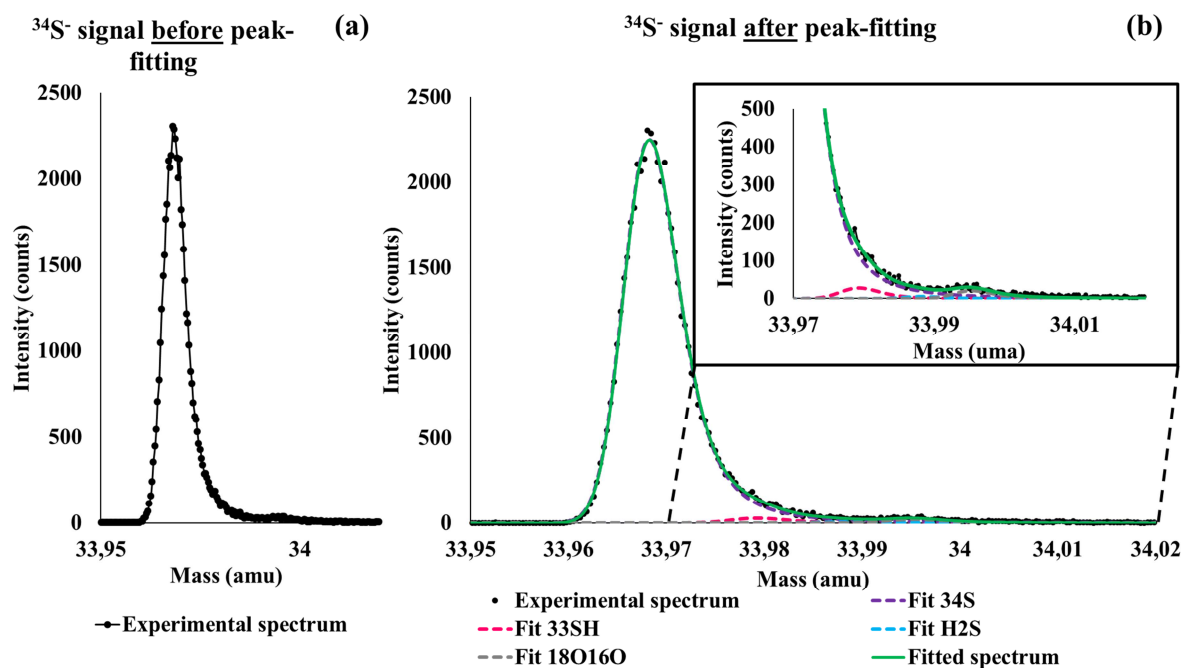 ³⁴S⁻ signal before peak-
fitting
(a)
2500
2000
1500
1000
500
0
33,95
34
Intensity (counts)
Mass (amu)
Experimental spectrum
³⁴S⁻ signal after peak-fitting
(b)
2500
2000
1500
1000
500
0
33,95
33,96
33,97
33,98
33,99
34
34,01
34,02
Intensity (counts)
Mass (amu)
500
400
300
200
100
0
33,97
33,99
34,01
Intensity (counts)
Mass (uma)
Experimental spectrum
Fit 34S
Fit 33SH
Fit H2S
Fit 18O16O
Fitted spectrum